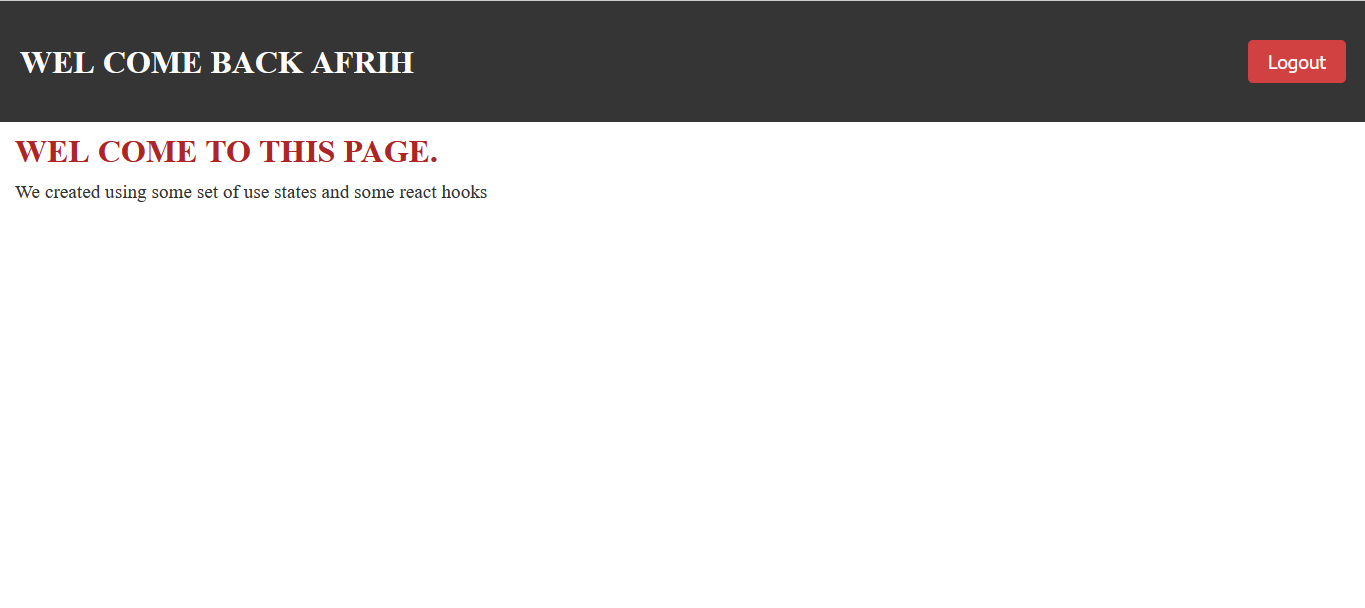 WEL COME BACK AFRIH
Logout
WEL COME TO THIS PAGE.
We created using some set of use states and some react hooks